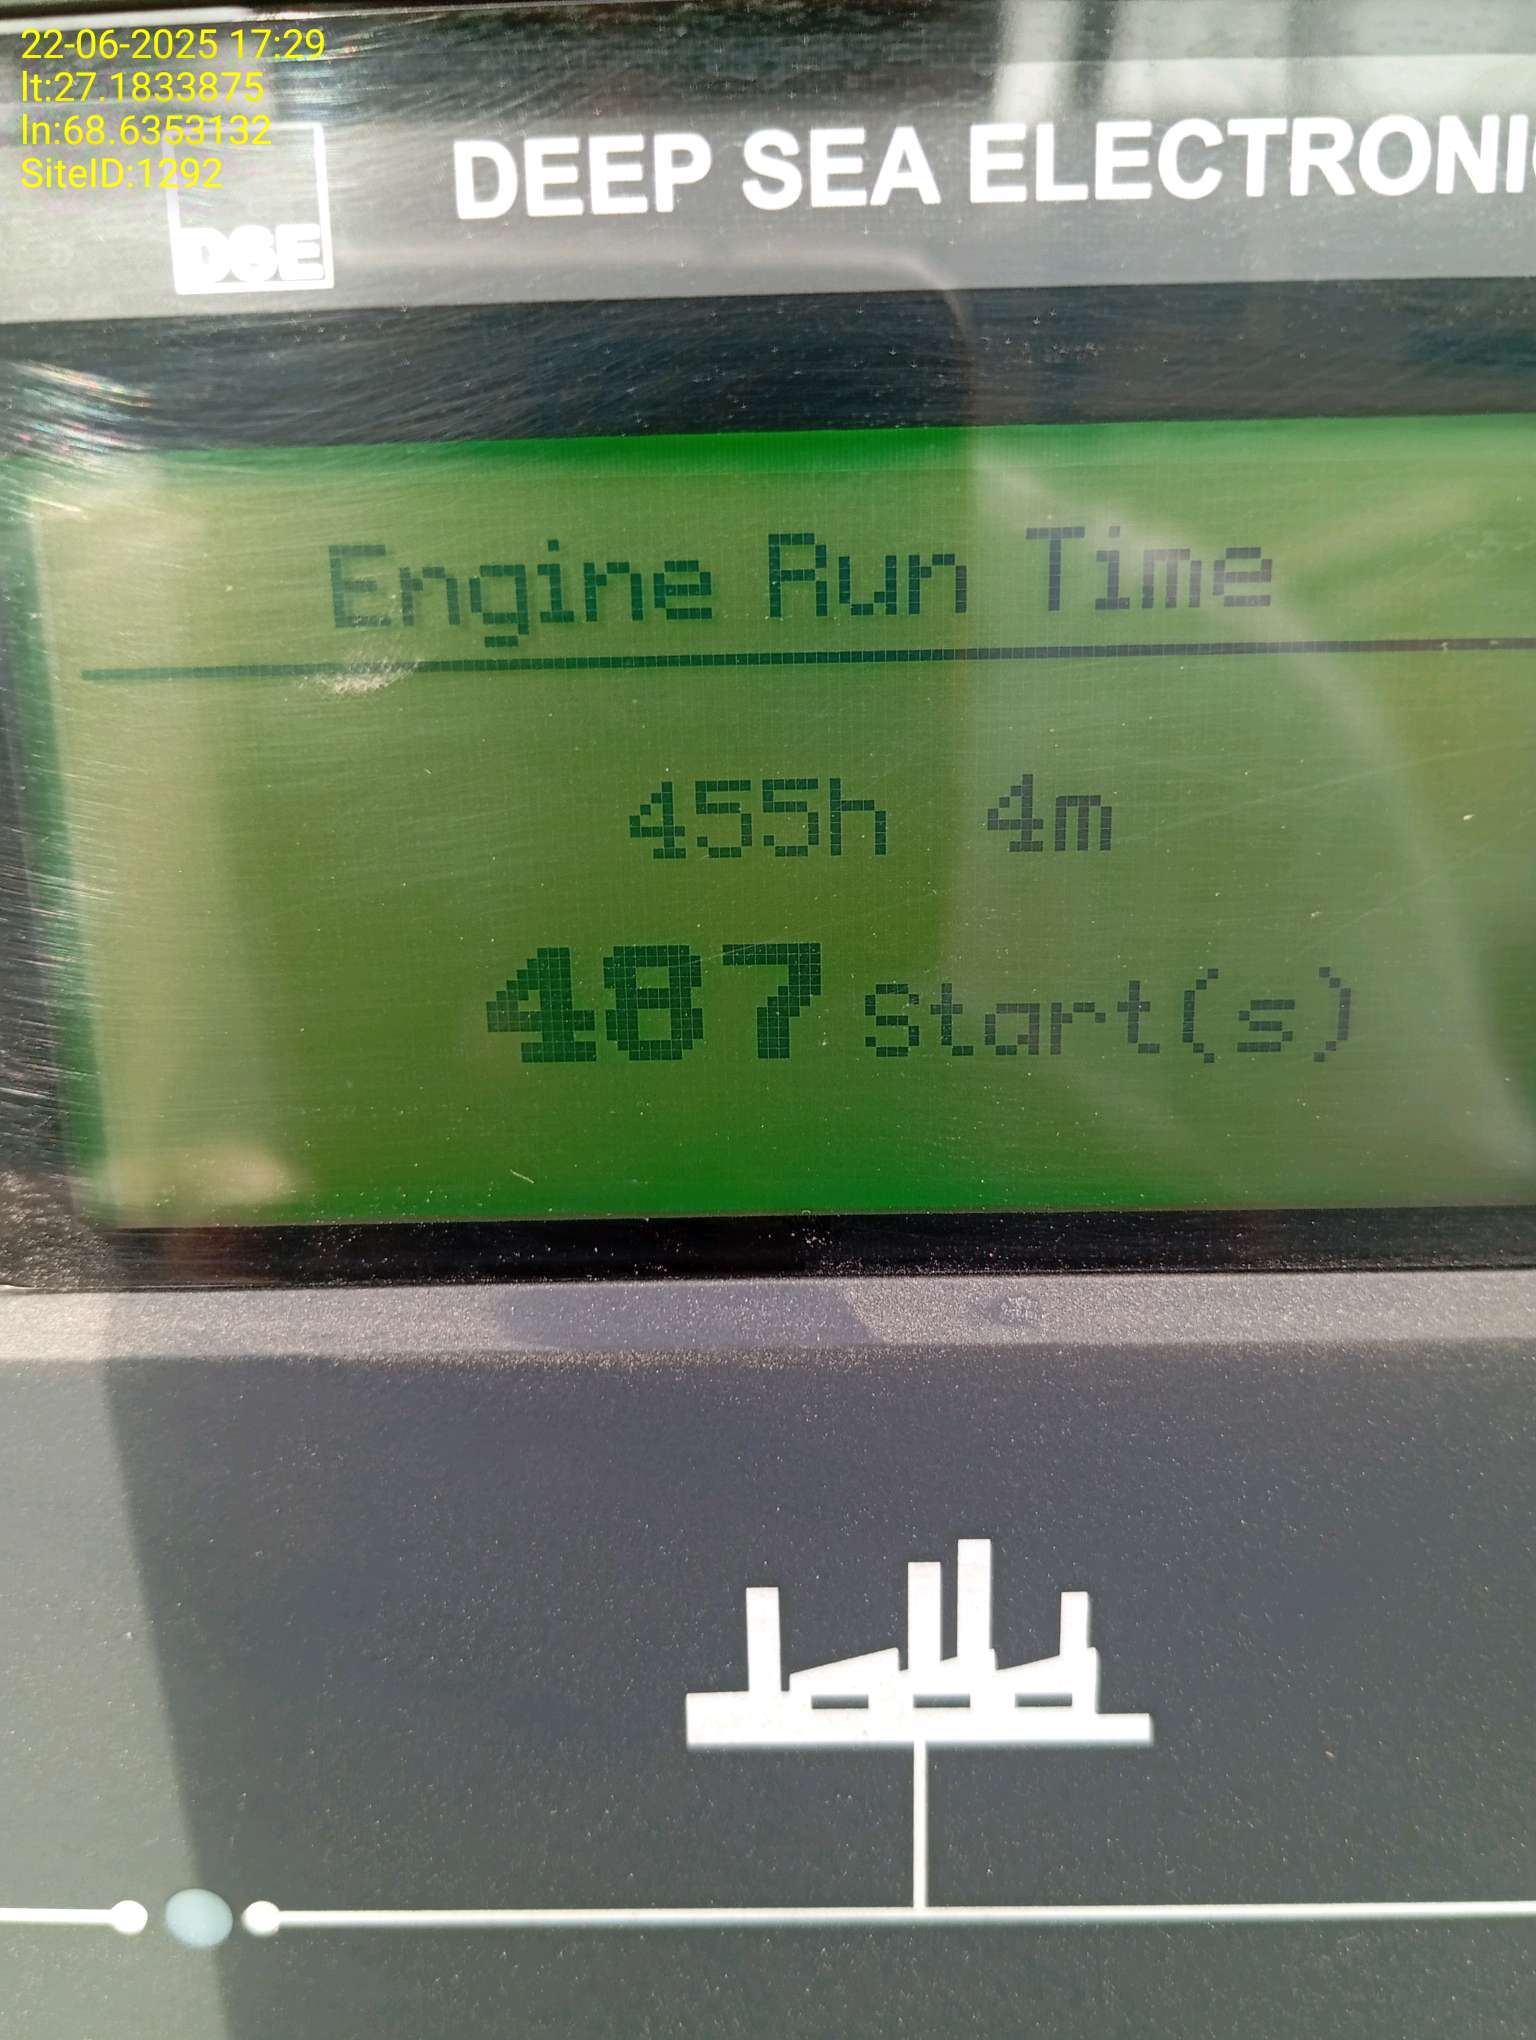 22-06-2025 17:29
lt:27.1833875
ln:68.6353132
SiteID:1292
DSE
DEEP SEA ELECTRONIC
Engine Run Time
455h 4m
487 Start(s)